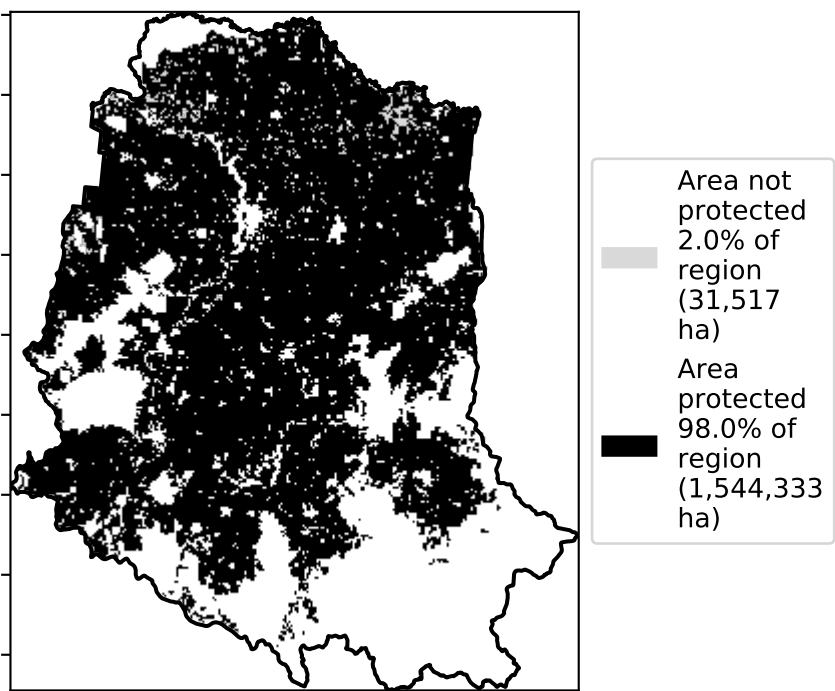 Area not
protected
2.0% of
region
(31,517
ha)
Area
protected
98.0% of
region
(1,544,333
ha)